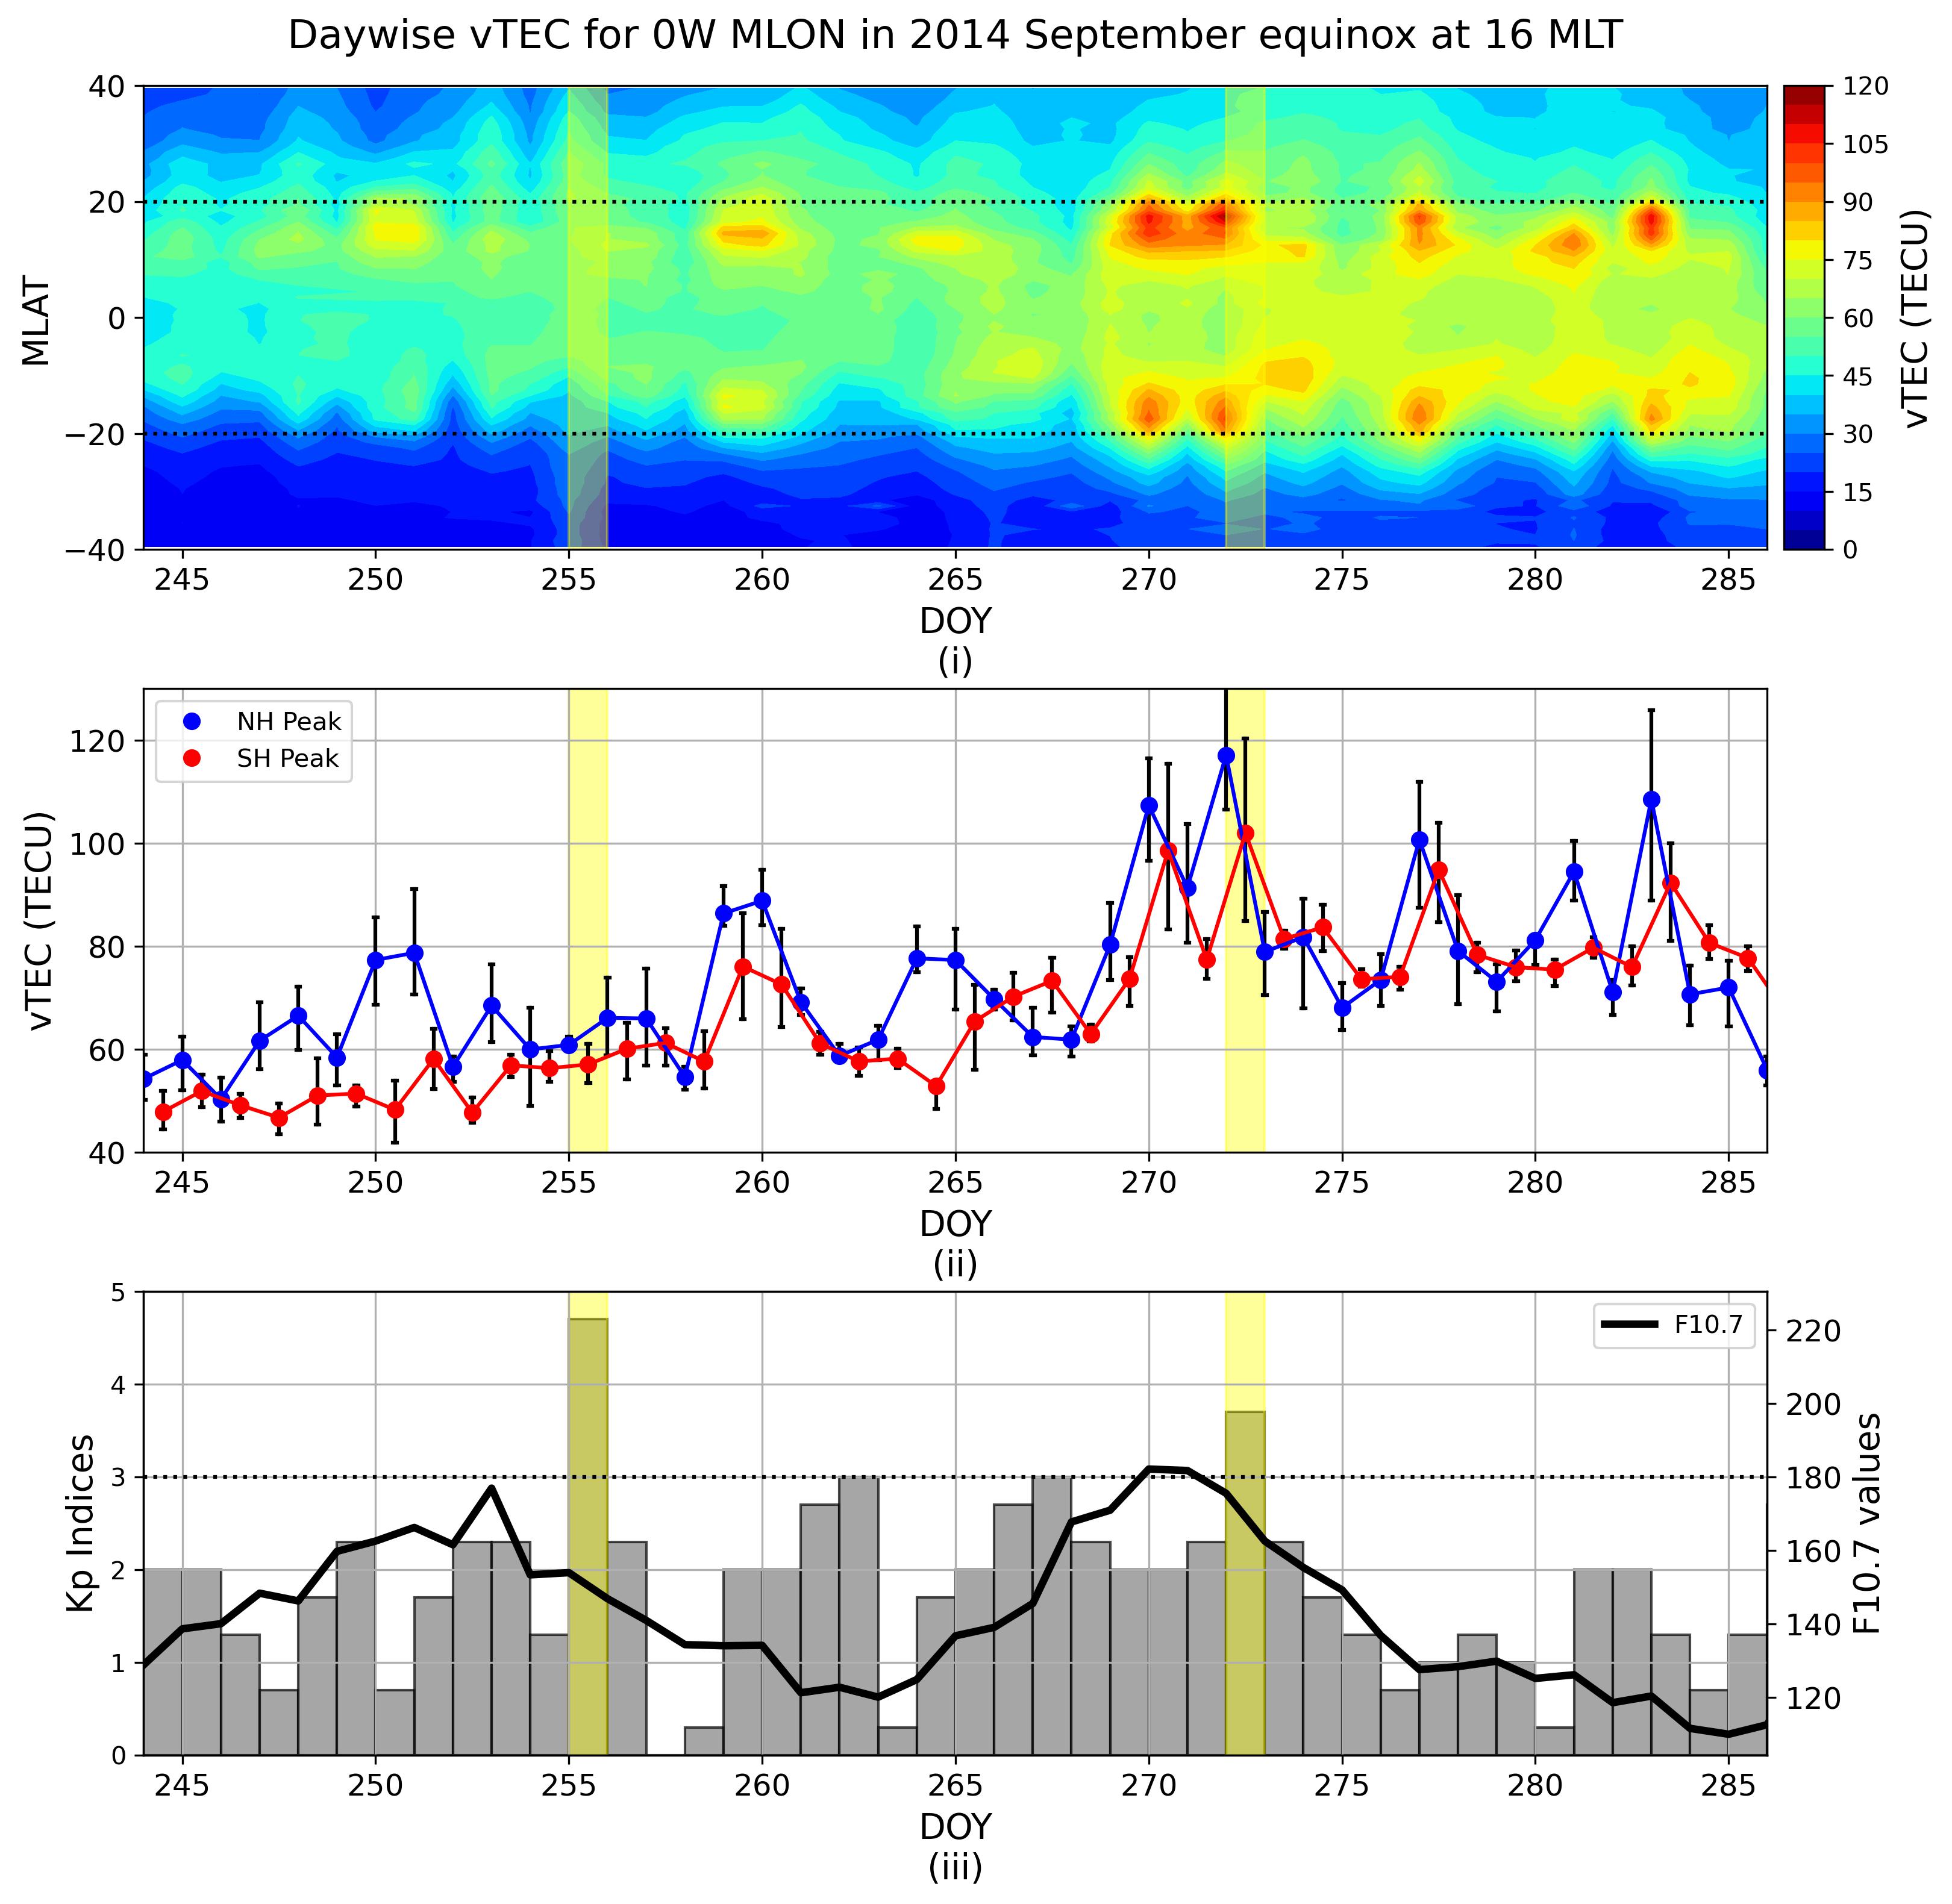 Daywise vTEC for 0W MLON in 2014 September equinox at 16 MLT
40
20
0
−20
−40
MLAT
245 250 255 260 265 270 275 280 285
DOY
(i)
120
105
90
75
60
45
30
15
0
vTEC (TECU)
NH Peak
SH Peak
120
100
80
60
40
vTEC (TECU)
245 250 255 260 265 270 275 280 285
DOY
(ii)
5
4
3
2
1
0
Kp Indices
F10.7
220
200
180
160
140
120
F10.7 values
245 250 255 260 265 270 275 280 285
DOY
(iii)